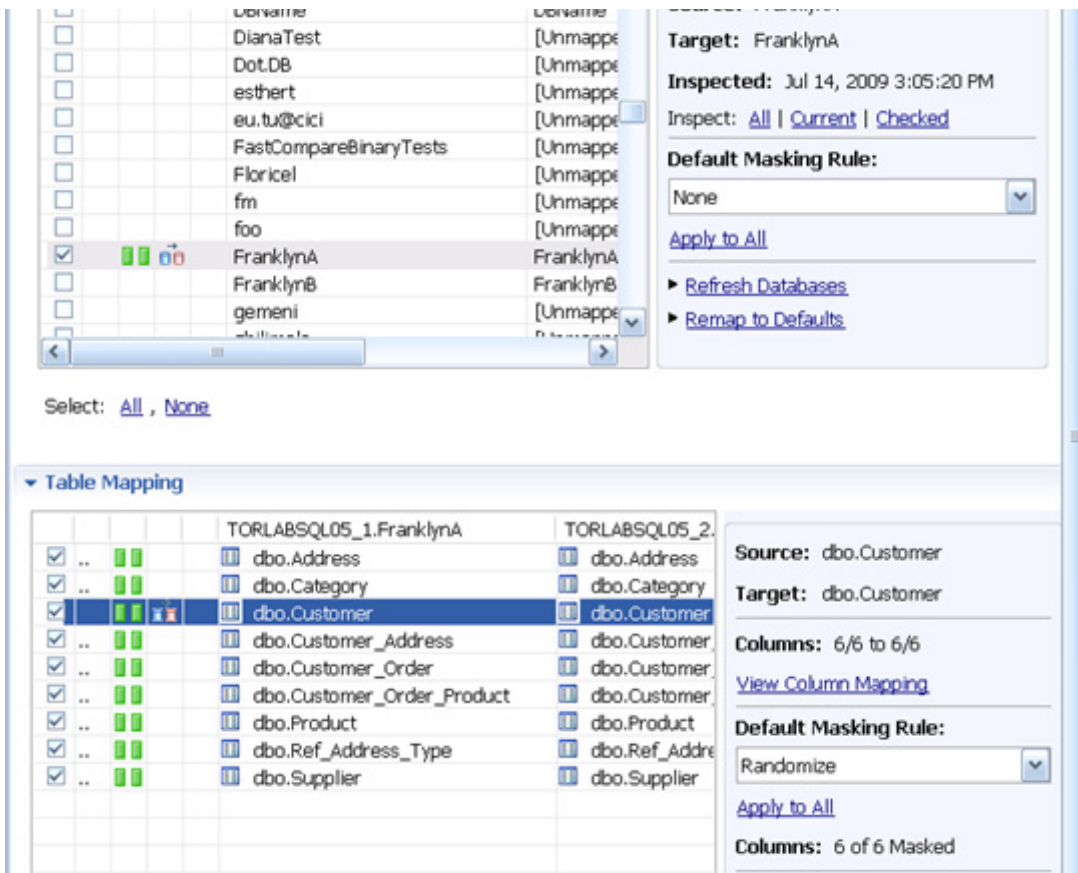 DBName DBName
DianaTest [Unmappe
Dot.DB [Unmappe
esthert [Unmappe
eu.tu@cici [Unmappe
FastCompareBinaryTests [Unmappe
Floricel [Unmappe
fm [Unmappe
foo [Unmappe
FranklynA FranklynA
FranklynB FranklynB
gemeni [Unmappe
Target: FranklynA
Inspected: Jul 14, 2009 3:05:20 PM
Inspect: All | Current | Checked
Default Masking Rule:
None
Apply to All
Refresh Databases
Remap to Defaults
Select: All , None
Table Mapping
TORLABSQL05_1.FranklynA TORLABSQL05_2.
.. dbo.Address dbo.Address
.. dbo.Category dbo.Category
dbo.Customer dbo.Customer
.. dbo.Customer_Address dbo.Customer_
.. dbo.Customer_Order dbo.Customer_
.. dbo.Customer_Order_Product dbo.Customer_
.. dbo.Product dbo.Product
.. dbo.Ref_Address_Type dbo.Ref_Addre
.. dbo.Supplier dbo.Supplier
Source: dbo.Customer
Target: dbo.Customer
Columns: 6/6 to 6/6
View Column Mapping
Default Masking Rule:
Randomize
Apply to All
Columns: 6 of 6 Masked